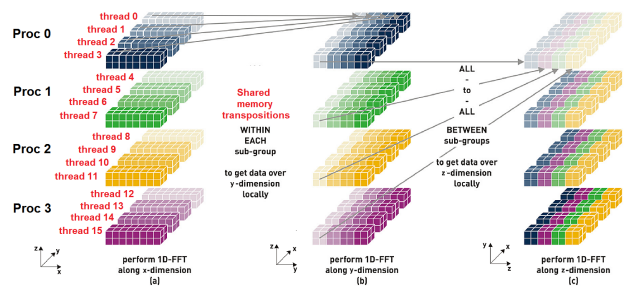 Proc 0
thread 0
thread 1
thread 2
thread 3
Proc 1
thread 4
thread 5
thread 6
thread 7
Proc 2
thread 8
thread 9
thread 10
thread 11
Proc 3
thread 12
thread 13
thread 14
thread 15
Shared
memory
transpositions
WITHIN
EACH
sub-group
to get data over
y-dimension
locally
ALL
-
to
-
ALL
BETWEEN
sub-groups
to get data over
z-dimension
locally
z
y
x
perform 1D-FFT
along x-dimension
(a)
z
x
y
perform 1D-FFT
along y-dimension
(b)
y
x
z
perform 1D-FFT
along z-dimension
(c)